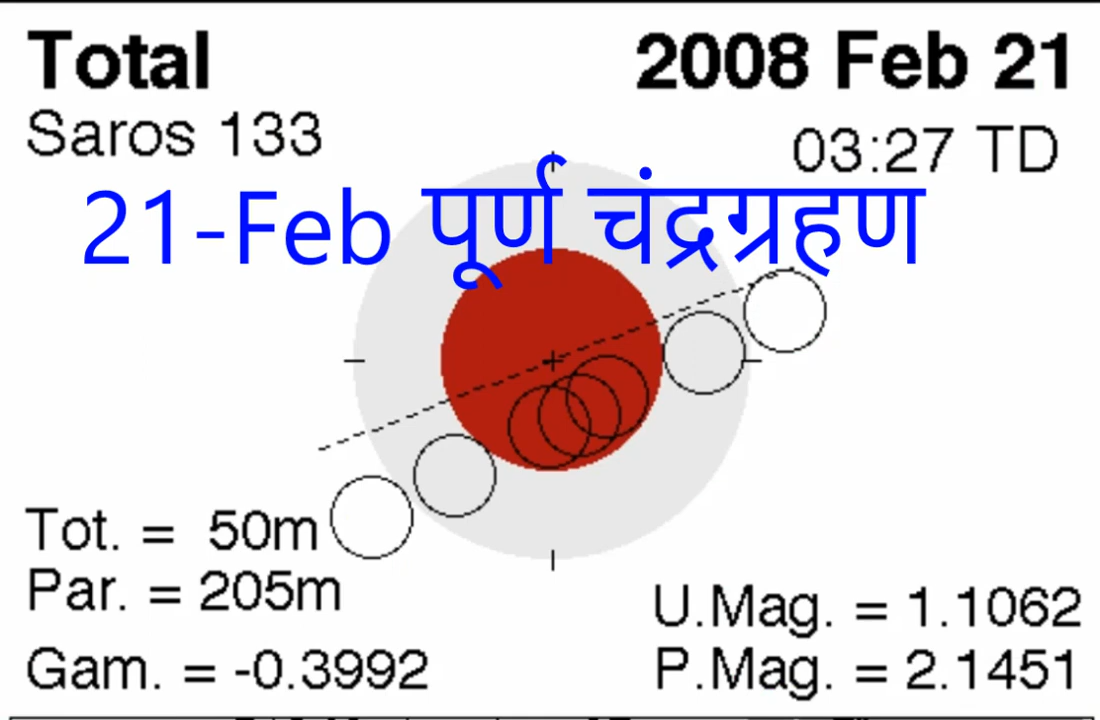 Total
2008 Feb 21
Saros 133
03:27 TD
21-Feb पूर्ण चंद्रग्रहण
Tot. = 50m
Par. = 205m
Gam. = -0.3992
U.Mag. = 1.1062
P.Mag. = 2.1451